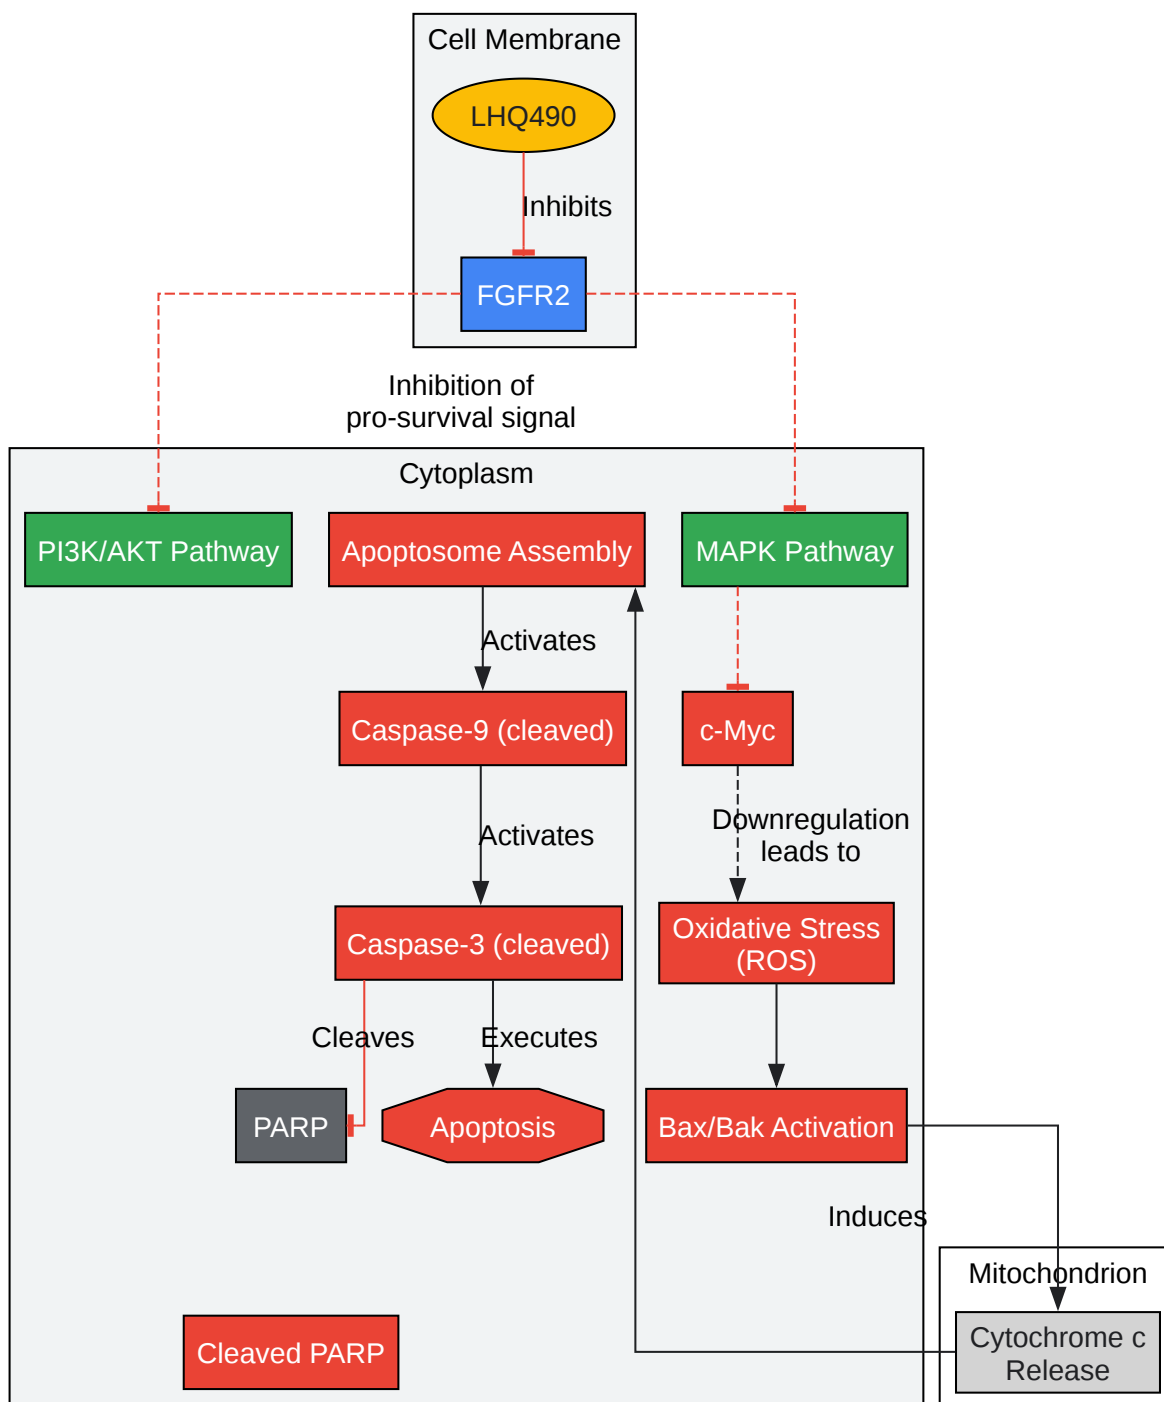 Cell Membrane
LHQ490
Inhibits
FGFR2
Inhibition of
pro-survival signal
Cytoplasm
PI3K/AKT Pathway
Apoptosome Assembly
MAPK Pathway
Activates
Caspase-9 (cleaved)
c-Myc
Activates
Downregulation
leads to
Caspase-3 (cleaved)
Oxidative Stress
(ROS)
Cleaves
Executes
PARP
Apoptosis
Bax/Bak Activation
Induces
Mitochondrion
Cytochrome c
Release
Cleaved PARP